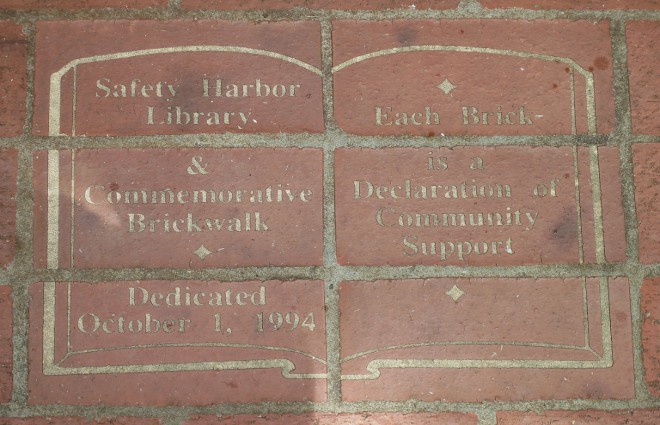 Safety Harbor
Library
&
Commemorative
Brickwalk
Dedicated
October 1, 1994
Each Brick
is a
Declaration of
Community
Support